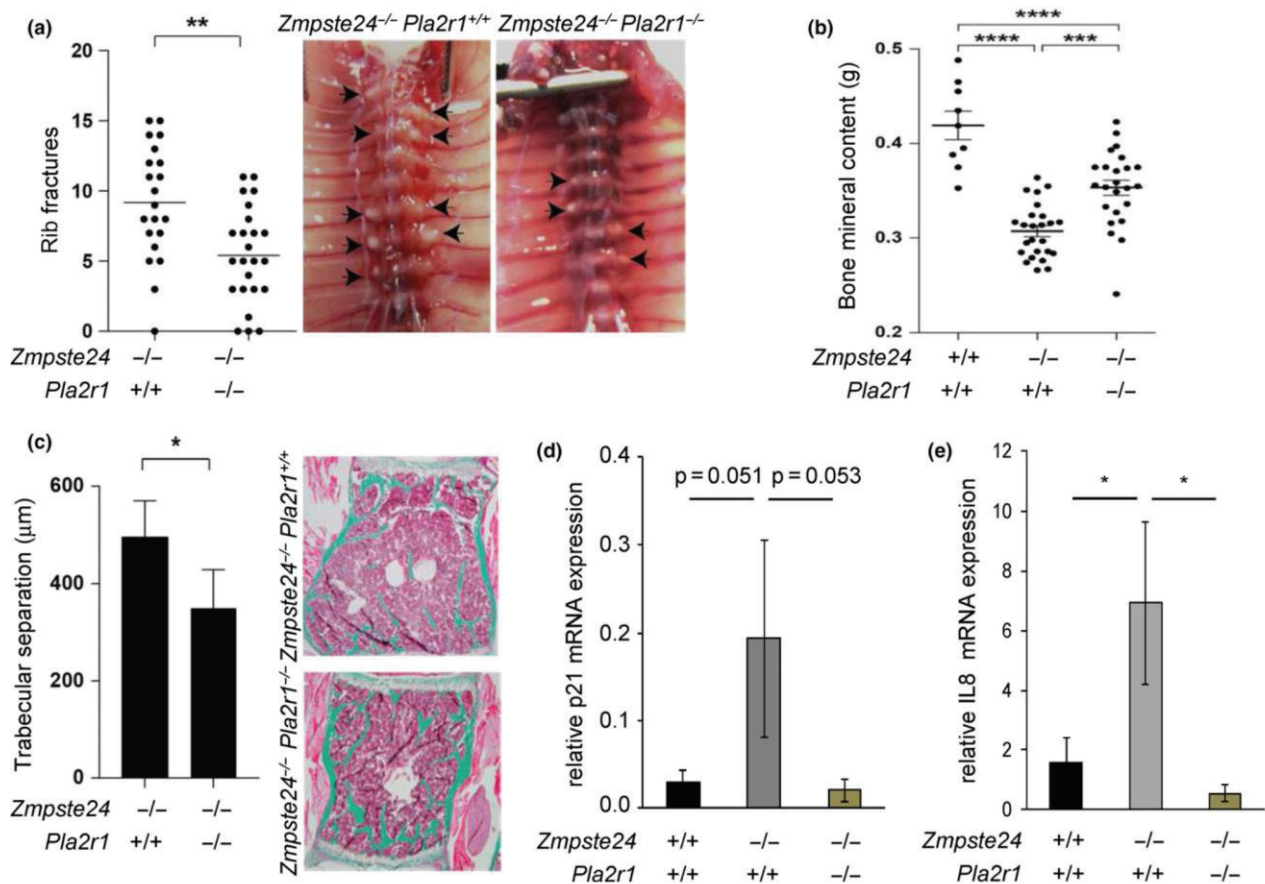 (a)
**
Zmpste24–/– Pla2r1+/+
Zmpste24–/– Pla2r1–/–
20
15
10
5
0
Rib fractures
Zmpste24 –/– –/–
Pla2r1 +/+ –/–
(b)
****
**** ***
0.5
0.4
0.3
0.2
Bone mineral content (g)
Zmpste24 +/+ –/– –/–
Pla2r1 +/+ +/+ –/–
(c)
*
600
400
200
0
Trabecular separation (μm)
Zmpste24 –/– –/–
Pla2r1 +/+ –/–
Zmpste24–/– Pla2r1+/+
Zmpste24–/– Pla2r1–/–
(d)
0.4
0.3
0.2
0.1
0.0
p = 0.051 p = 0.053
relative p21 mRNA expression
Zmpste24 +/+ –/– –/–
Pla2r1 +/+ +/+ –/–
(e)
12
10
8
6
4
2
0
* *
relative IL8 mRNA expression
Zmpste24 +/+ –/– –/–
Pla2r1 +/+ +/+ –/–